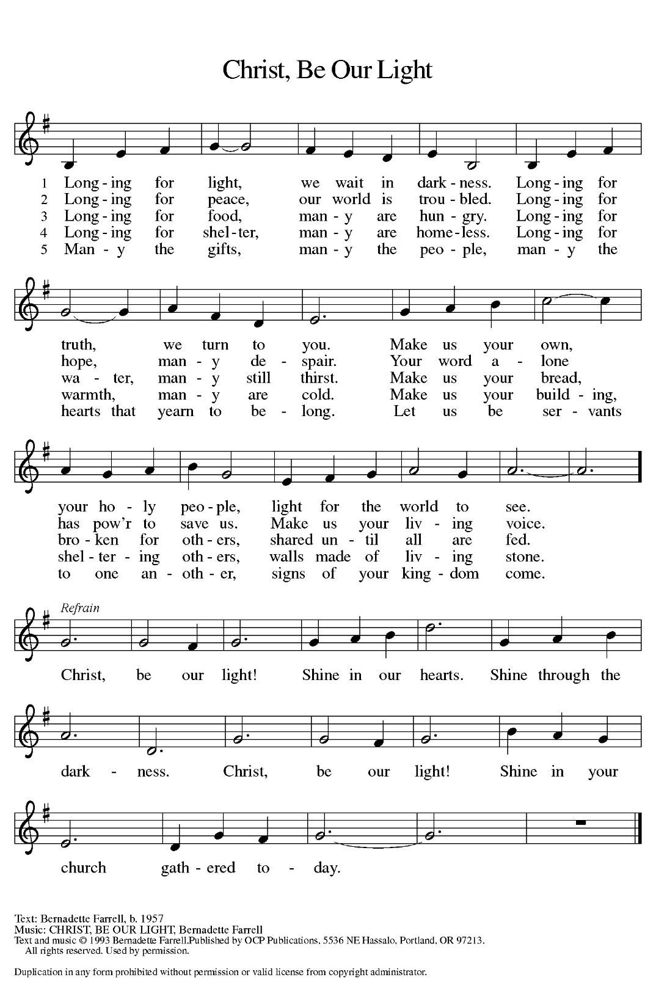 Christ, Be Our Light
1 Long - ing for light, we wait in dark - ness. Long - ing for
2 Long - ing for peace, our world is trou - bled. Long - ing for
3 Long - ing for food, man - y are hun - gry. Long - ing for
4 Long - ing for shel - ter, man - y are home - less. Long - ing for
5 Man - y the gifts, man - y the peo - ple, man - y the
truth, we turn to you. Make us your own,
hope, man - y de - spair. Your word a - lone
wa - ter, man - y still thirst. Make us your bread,
warmth, man - y are cold. Make us your build - ing,
hearts that yearn to be - long. Let us be ser - vants
your ho - ly peo - ple, light for the world to see.
has pow'r to save us. Make us your liv - ing voice.
bro - ken for oth - ers, shared un - til all are fed.
shel - ter - ing oth - ers, walls made of liv - ing stone.
to one an - oth - er, signs of your king - dom come.
Refrain
Christ, be our light! Shine in our hearts. Shine through the
dark - ness. Christ, be our light! Shine in your
church gath - ered to - day.
Text: Bernadette Farrell, b. 1957
Music: CHRIST, BE OUR LIGHT, Bernadette Farrell
Text and music © 1993 Bernadette Farrell.Published by OCP Publications, 5536 NE Hassalo, Portland, OR 97213.
All rights reserved. Used by permission.
Duplication in any form prohibited without permission or valid license from copyright administrator.